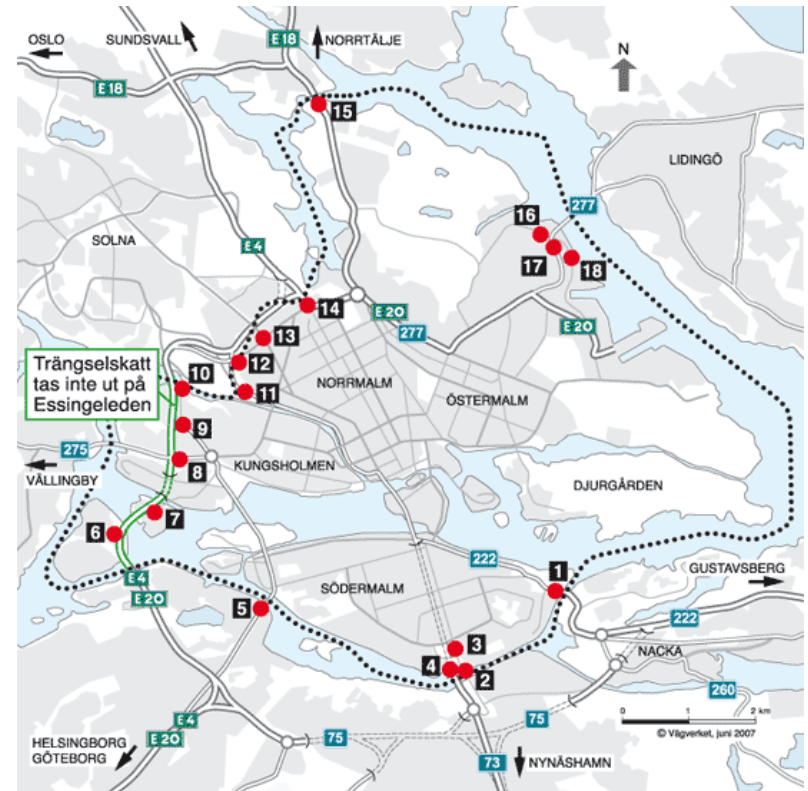 OSLO
SUNDSVALL
E18
NORRTÄLJE
N
E18
15
LIDINGÖ
277
16
SOLNA
E4
17
18
14
E20
277
E20
13
Trängselskatt
tas inte ut på
Essingeleden
10
12
NORRMALM
11
ÖSTERMALM
9
275
8
KUNGSHOLMEN
VÄLLINGBY
DJURGÅRDEN
7
6
222
1
GUSTAVSBERG
E4
SÖDERMALM
E20
5
222
3
NACKA
4
2
260
0 1 2 km
E4
75
75
© Vägverket, juni 2007
E20
HELSINGBORG
GÖTEBORG
73
NYNÄSHAMN